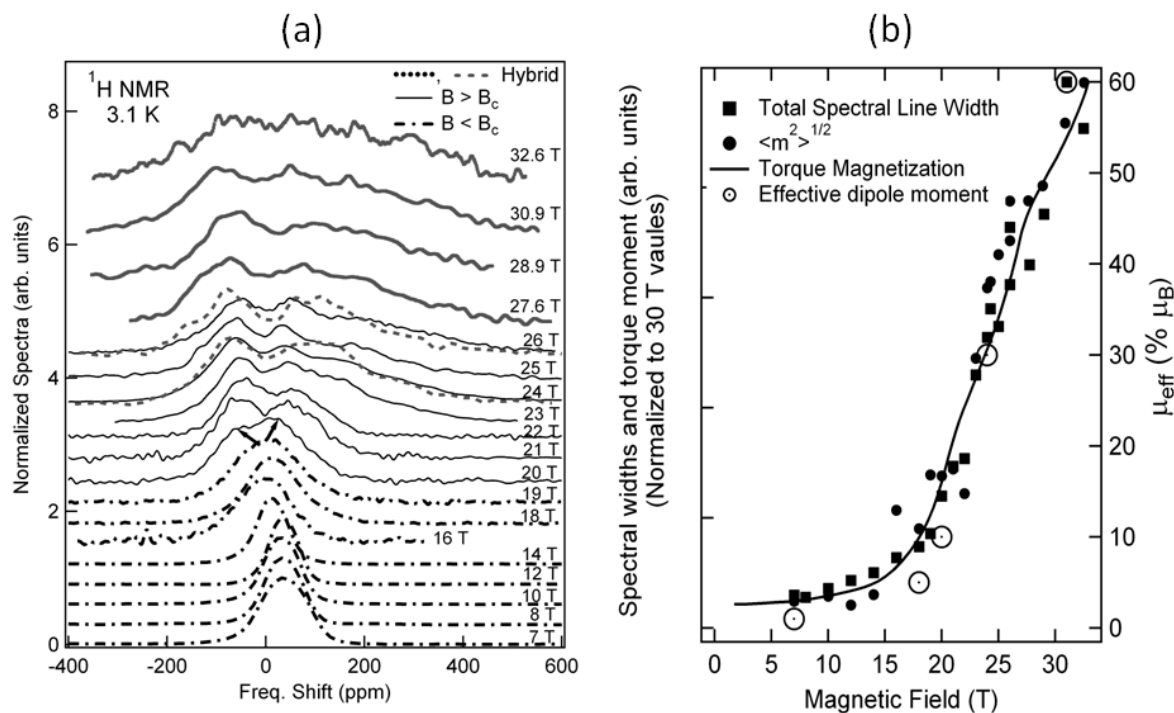 (a)
8
6
4
2
0
Normalized Spectra (arb. units)
¹H NMR
3.1 K
, Hybrid
B > Bc
B < Bc
32.6 T
30.9 T
28.9 T
27.6 T
26 T
25 T
24 T
23 T
22 T
21 T
20 T
19 T
18 T
16 T
14 T
12 T
10 T
8 T
7 T
-400 -200 0 200 400 600
Freq. Shift (ppm)
(b)
Spectral widths and torque moment (arb. units)
(Normalized to 30 T vaules)
Total Spectral Line Width
<m²>¹/²
Torque Magnetization
Effective dipole moment
60
50
40
30
20
10
0
μeff (% μB)
0 5 10 15 20 25 30
Magnetic Field (T)